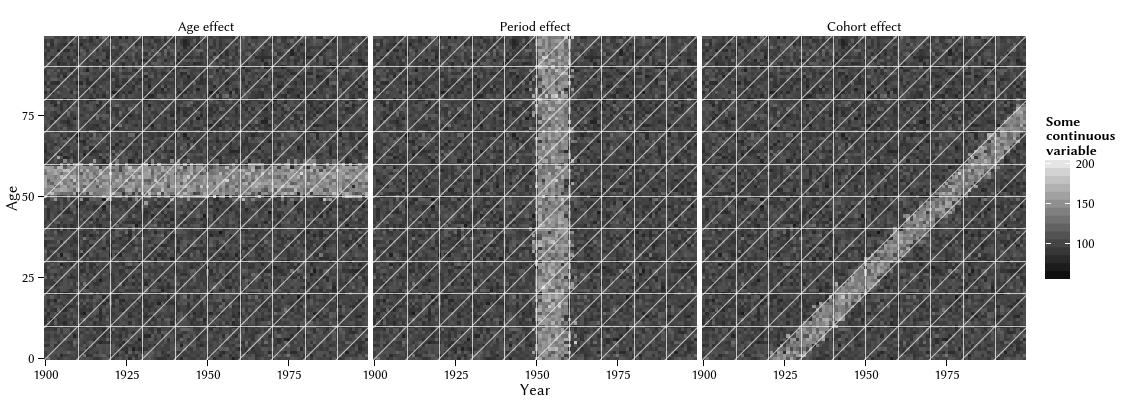 Age effect
Period effect
Cohort effect
Age
75
50
25
0
1900
1925
1950
1975
1900
1925
1950
1975
1900
1925
1950
1975
Year
Some
continuous
variable
200
150
100